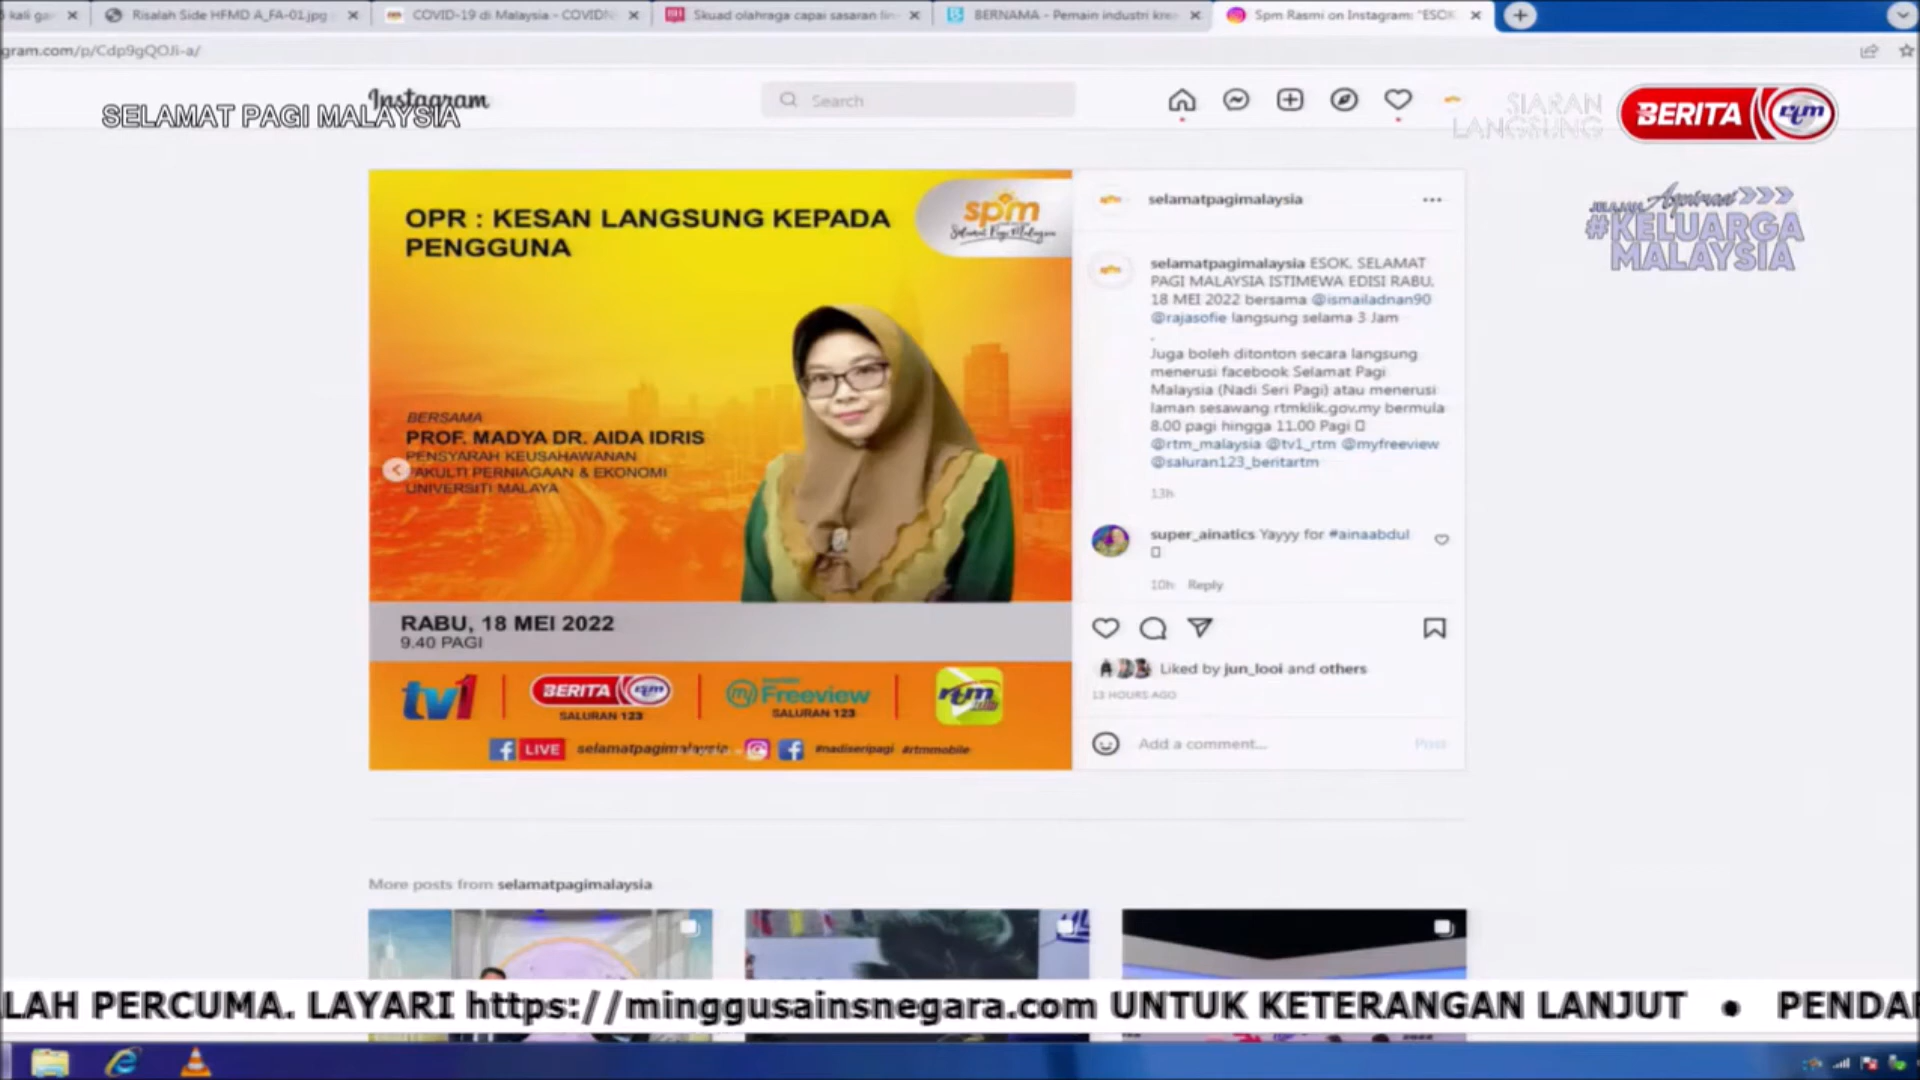 Risalah Side HFMD A_FA-01.jpg
COVID-19 di Malaysia - COVIDN
Skuad olahraga capai sasaran
BERNAMA - Pemain industri kre
Spm Rasmi on Instagram: "ESOK
gram.com/p/Cdp9gQOJi-a/
Instagram
SELAMAT PAGI MALAYSIA
Search
SIARAN
LANGSUNG
BERITA rtm
#KELUARGA
MALAYSIA
OPR : KESAN LANGSUNG KEPADA
PENGGUNA
spm
Selamat Pagi Malaysia
BERSAMA
PROF. MADYA DR. AIDA IDRIS
PENSYARAH KEUSAHAWANAN
FAKULTI PERNIAGAAN & EKONOMI
UNIVERSITI MALAYA
RABU, 18 MEI 2022
9.40 PAGI
tv1
BERITA rtm
SALURAN 123
my Freeview
SALURAN 123
rtm
LIVE selamatpagimalaysia #nadiseripagi #rtmmobile
selamatpagimalaysia
selamatpagimalaysia ESOK. SELAMAT
PAGI MALAYSIA ISTIMEWA EDISI RABU,
18 MEI 2022 bersama @ismailadnan90
@rajasofie langsung selama 3 Jam
.
Juga boleh ditonton secara langsung
menerusi facebook Selamat Pagi
Malaysia (Nadi Seri Pagi) atau menerusi
laman sesawang rtmklik.gov.my bermula
8.00 pagi hingga 11.00 Pagi
@rtm_malaysia @tv1_rtm @myfreeview
@saluran123_beritartm
13h
super_ainatics Yayyy for #ainaabdul
10h Reply
Liked by jun_looi and others
13 HOURS AGO
Add a comment...
Post
More posts from selamatpagimalaysia
LAH PERCUMA. LAYARI https://minggusainsnegara.com UNTUK KETERANGAN LANJUT • PENDA